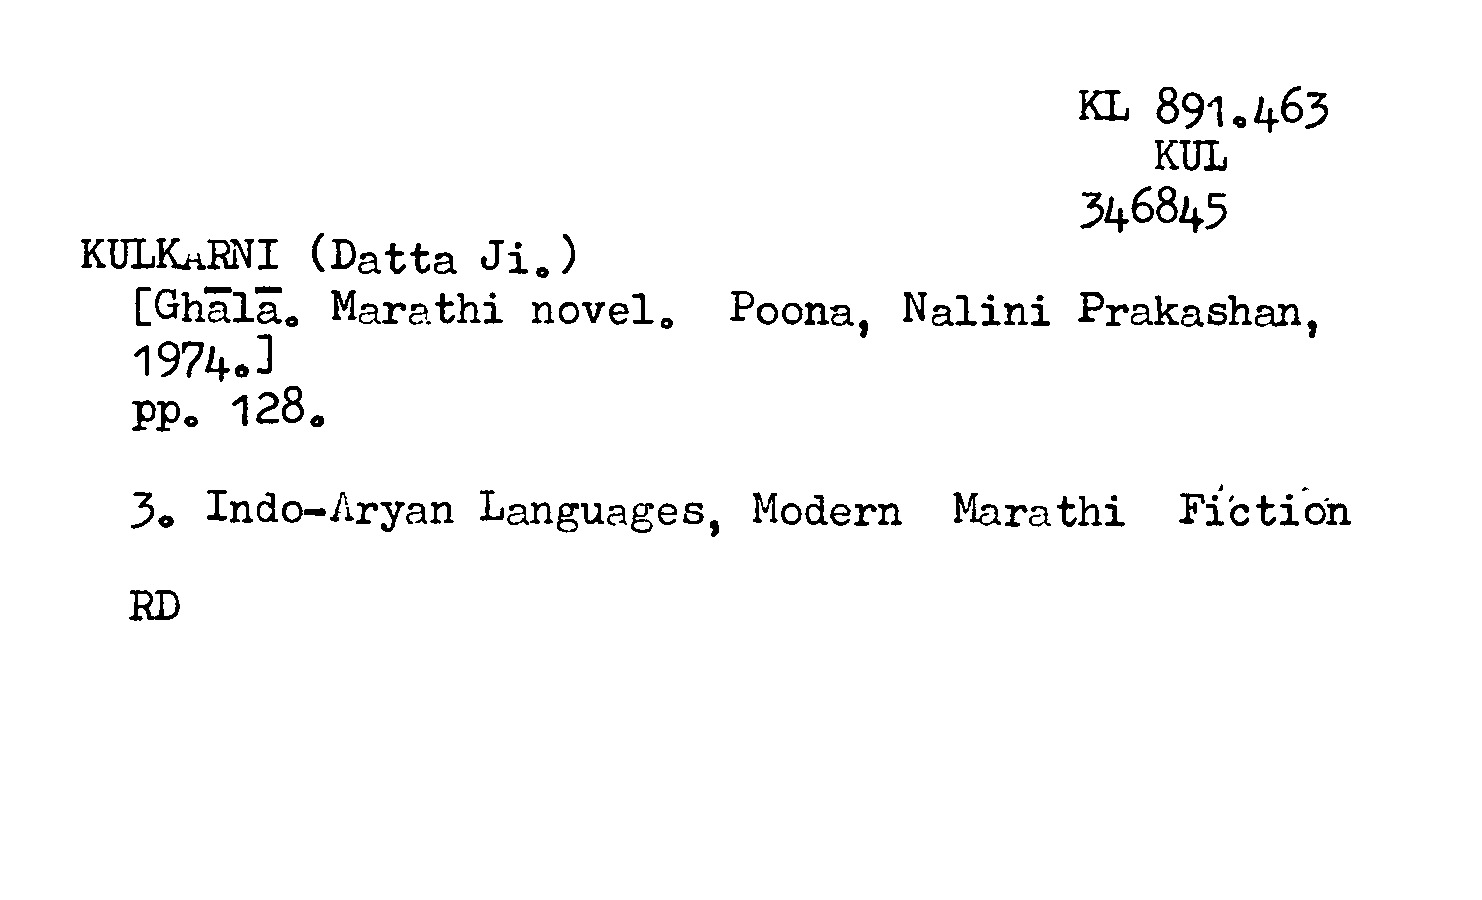 KL 891.463
KUL
346845
KULKARNI (Datta Ji.)
[Ghālā. Marathi novel. Poona, Nalini Prakashan,
1974.]
pp. 128.
3. Indo-Aryan Languages, Modern Marathi Fiction
RD